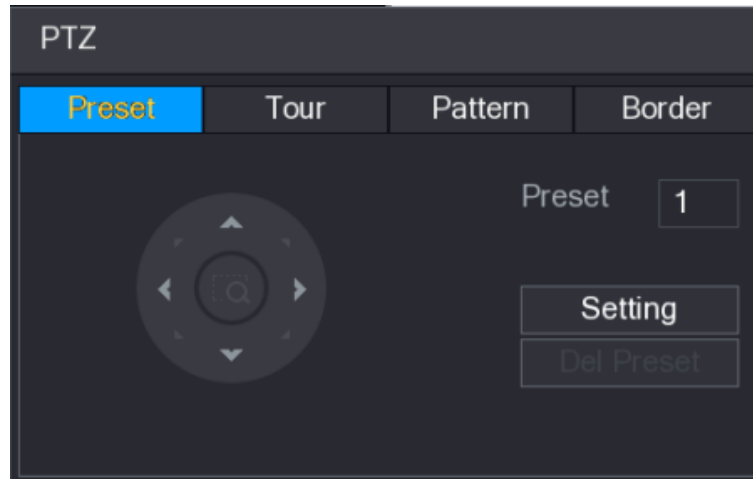 PTZ
Preset Tour Pattern Border
Preset 1
Setting
Del Preset